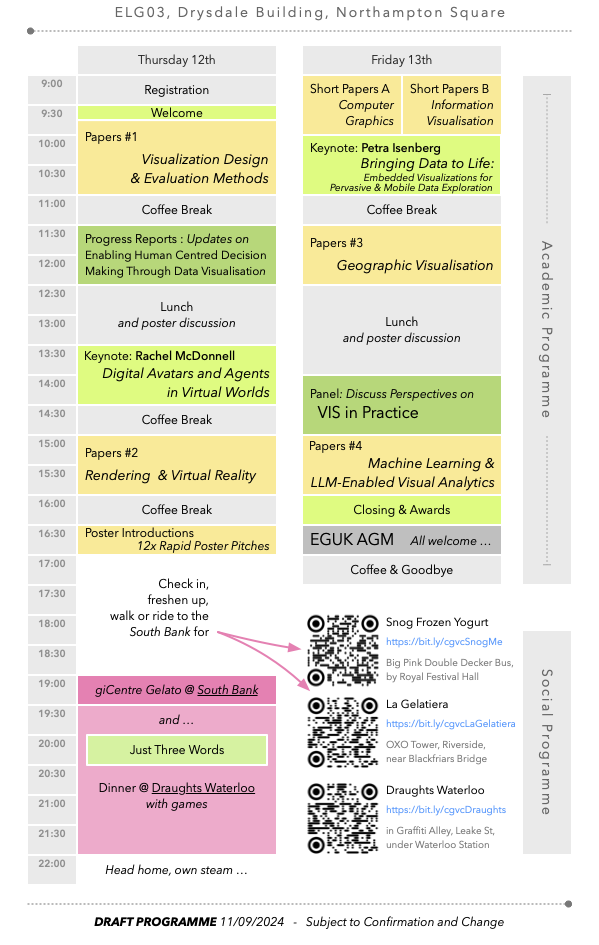 ELG03, Drysdale Building, Northampton Square
Thursday 12th
Friday 13th
9:00
9:30
10:00
10:30
11:00
11:30
12:00
12:30
13:00
13:30
14:00
14:30
15:00
15:30
16:00
16:30
17:00
17:30
18:00
18:30
19:00
19:30
20:00
20:30
21:00
21:30
22:00
Registration
Welcome
Papers #1
Visualization Design
& Evaluation Methods
Coffee Break
Progress Reports : Updates on
Enabling Human Centred Decision
Making Through Data Visualisation
Lunch
and poster discussion
Keynote: Rachel McDonnell
Digital Avatars and Agents
in Virtual Worlds
Coffee Break
Papers #2
Rendering & Virtual Reality
Coffee Break
Poster Introductions
12x Rapid Poster Pitches
Check in,
freshen up,
walk or ride to the
South Bank for
giCentre Gelato @ South Bank
and …
Just Three Words
Dinner @ Draughts Waterloo
with games
Head home, own steam …
Short Papers A
Computer
Graphics
Short Papers B
Information
Visualisation
Keynote: Petra Isenberg
Bringing Data to Life:
Embedded Visualizations for
Pervasive & Mobile Data Exploration
Coffee Break
Papers #3
Geographic Visualisation
Lunch
and poster discussion
Panel: Discuss Perspectives on
VIS in Practice
Papers #4
Machine Learning &
LLM-Enabled Visual Analytics
Closing & Awards
EGUK AGM All welcome …
Coffee & Goodbye
Snog Frozen Yogurt
https://bit.ly/cgvcSnogMe
Big Pink Double Decker Bus,
by Royal Festival Hall
La Gelatiera
https://bit.ly/cgvcLaGelatiera
OXO Tower, Riverside,
near Blackfriars Bridge
Draughts Waterloo
https://bit.ly/cgvcDraughts
in Graffiti Alley, Leake St,
under Waterloo Station
Academic Programme
Social Programme
DRAFT PROGRAMME 11/09/2024 - Subject to Confirmation and Change